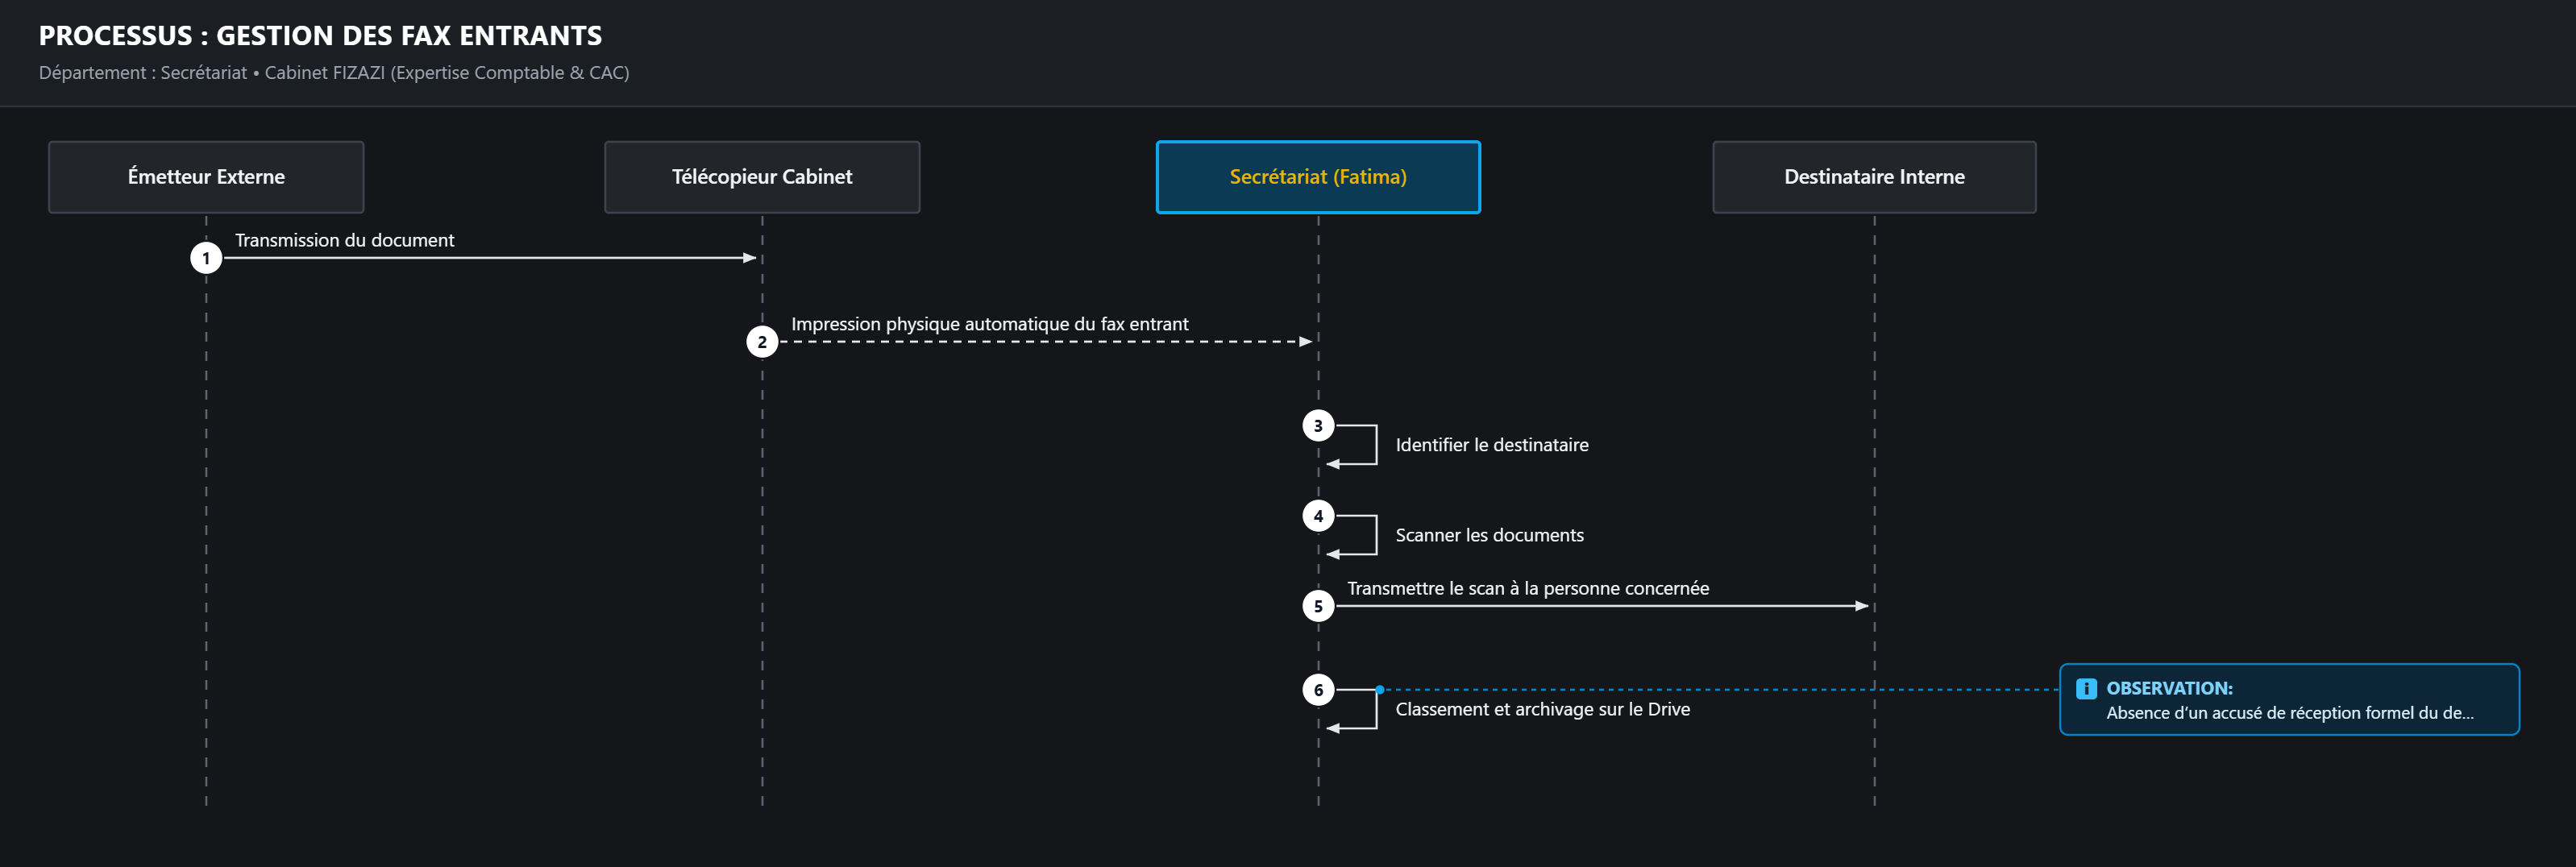 PROCESSUS : GESTION DES FAX ENTRANTS
Département : Secrétariat • Cabinet FIZAZI (Expertise Comptable & CAC)
Émetteur Externe
Télécopieur Cabinet
Secrétariat (Fatima)
Destinataire Interne
Transmission du document
1
Impression physique automatique du fax entrant
2
3
Identifier le destinataire
4
Scanner les documents
Transmettre le scan à la personne concernée
5
6
Classement et archivage sur le Drive
i OBSERVATION:
Absence d’un accusé de réception formel du de...